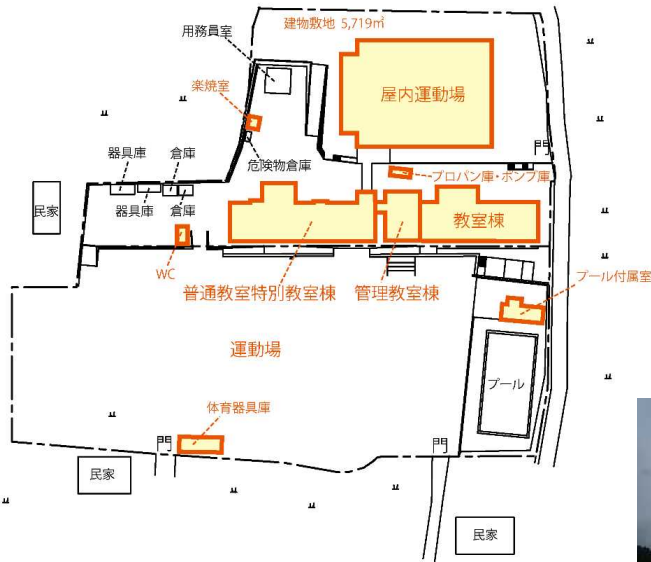 建物敷地 5,719㎡
用務員室
楽焼室
屋内運動場
門
危険物倉庫
プロパン庫・ポンプ庫
器具庫
倉庫
器具庫
倉庫
民家
教室棟
WC
普通教室特別教室棟
管理教室棟
プール付属室
運動場
プール
体育器具庫
門
門
民家
民家